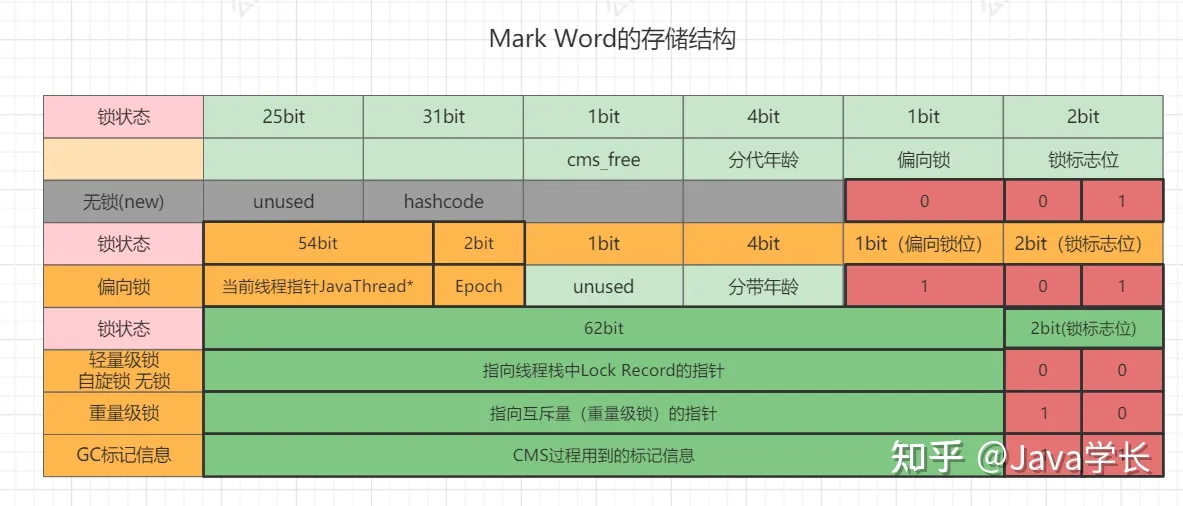 Mark Word的存储结构
锁状态 25bit 31bit 1bit 4bit 1bit 2bit
cms_free 分代年龄 偏向锁 锁标志位
无锁(new) unused hashcode 0 0 1
锁状态 54bit 2bit 1bit 4bit 1bit（偏向锁位） 2bit（锁标志位）
偏向锁 当前线程指针JavaThread* Epoch unused 分带年龄 1 0 1
锁状态 62bit 2bit(锁标志位)
轻量级锁
自旋锁 无锁 指向线程栈中Lock Record的指针 0 0
重量级锁 指向互斥量（重量级锁）的指针 1 0
GC标记信息 CMS过程用到的标记信息
知乎 @Java学长